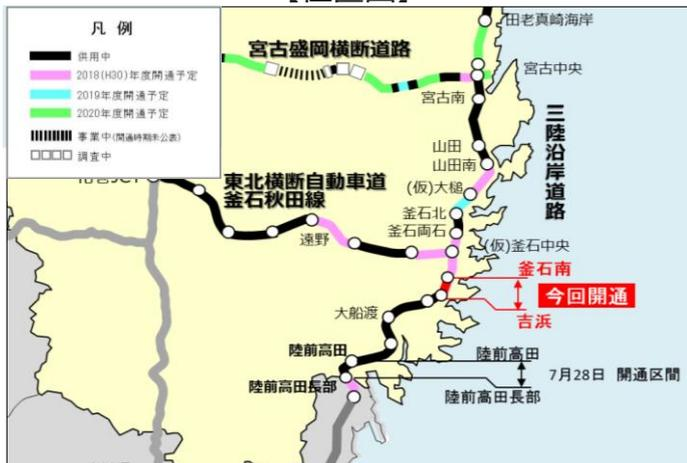 凡例
供用中
2018(H30)年度開通予定
2019年度開通予定
2020年度開通予定
事業中(開通時期未公表)
調査中
宮古盛岡横断道路
田老真崎海岸
宮古中央
宮古南
三陸沿岸道路
山田
山田南
(仮)大槌
東北横断自動車道
釜石秋田線
釜石北
釜石両石
遠野
(仮)釜石中央
釜石南
今回開通
吉浜
大船渡
陸前高田
陸前高田
7月28日 開通区間
陸前高田長部
陸前高田長部